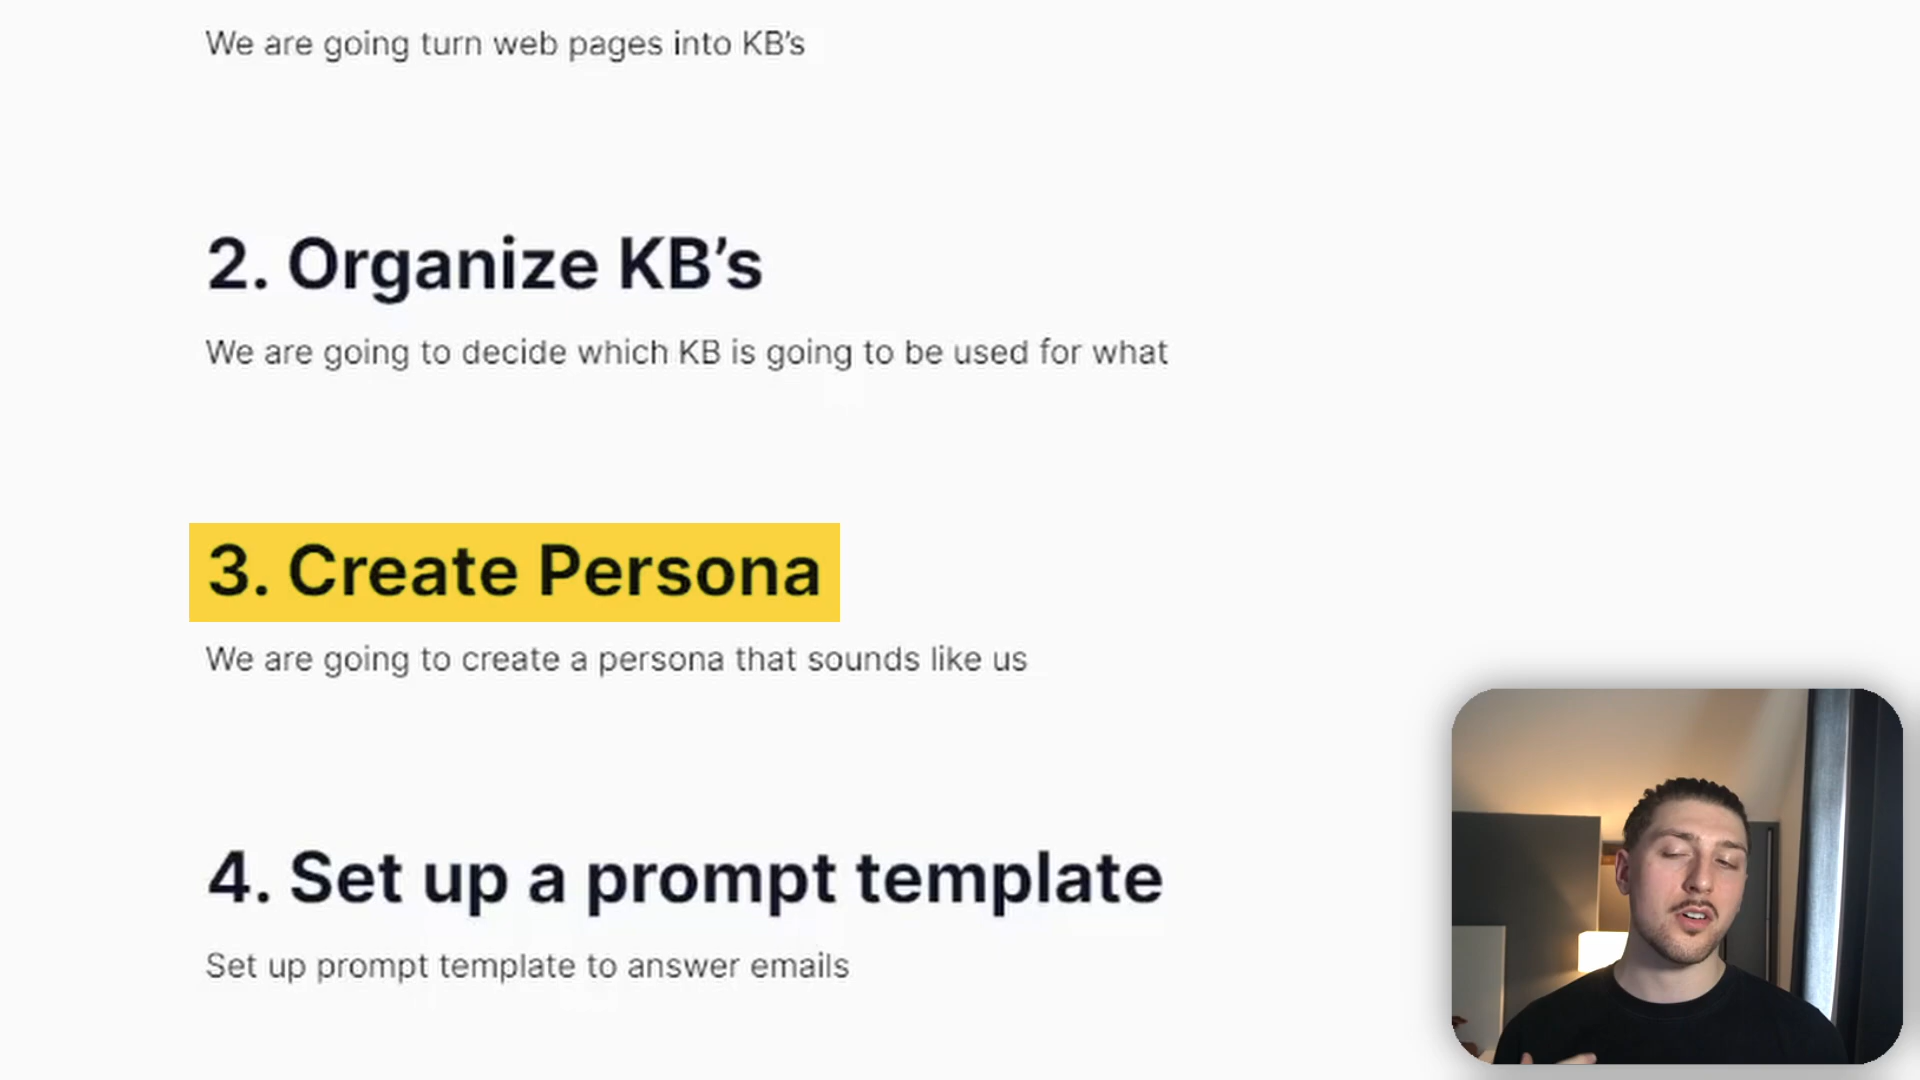 We are going turn web pages into KB's
2. Organize KB’s
We are going to decide which KB is going to be used for what
3. Create Persona
We are going to create a persona that sounds like us
4. Set up a prompt template
Set up prompt template to answer emails